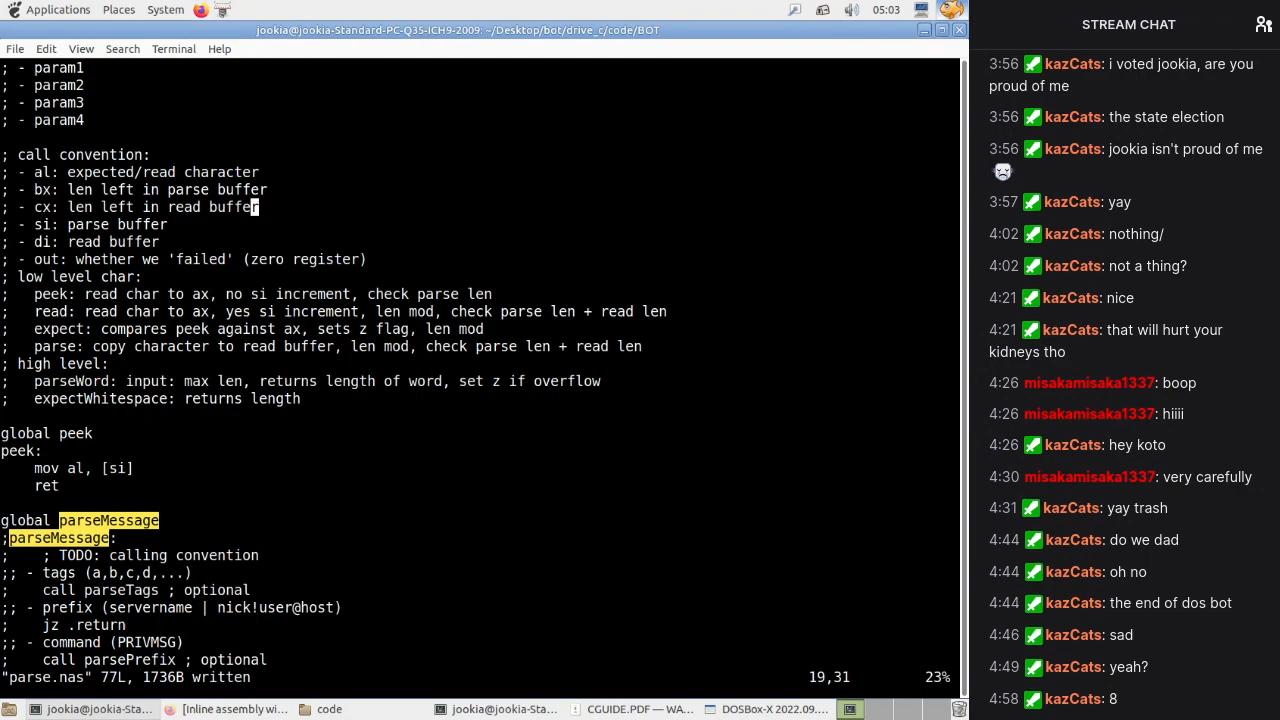 Applications Places System 05:03
jookia@jookia-Standard-PC-Q35-ICH9-2009: ~/Desktop/bot/drive_c/code/BOT
File Edit View Search Terminal Help
; - param1
; - param2
; - param3
; - param4
; call convention:
; - al: expected/read character
; - bx: len left in parse buffer
; - cx: len left in read buffer
; - si: parse buffer
; - di: read buffer
; - out: whether we 'failed' (zero register)
; low level char:
;   peek: read char to ax, no si increment, check parse len
;   read: read char to ax, yes si increment, len mod, check parse len + read len
;   expect: compares peek against ax, sets z flag, len mod
;   parse: copy character to read buffer, len mod, check parse len + read len
; high level:
;   parseWord: input: max len, returns length of word, set z if overflow
;   expectWhitespace: returns length
global peek
peek:
    mov al, [si]
    ret
global parseMessage
;parseMessage:
;    ; TODO: calling convention
;; - tags (a,b,c,d,...)
;    call parseTags ; optional
;; - prefix (servername | nick!user@host)
;    jz .return
;; - command (PRIVMSG)
;    call parsePrefix ; optional
"parse.nas" 77L, 1736B written 19,31 23%
jookia@jookia-Sta... [Inline assembly wi... ca jookia@jookia-Sta... CGUIDE.PDF — WA... DOSBox-X 2022.09....
STREAM CHAT
3:56 kazCats: i voted jookia, are you
proud of me
3:56 kazCats: the state election
3:56 kazCats: jookia isn't proud of me
3:57 kazCats: yay
4:02 kazCats: nothing/
4:02 kazCats: not a thing?
4:21 kazCats: nice
4:21 kazCats: that will hurt your
kidneys tho
4:26 misakamisaka1337: boop
4:26 misakamisaka1337: hiiii
4:26 kazCats: hey koto
4:30 misakamisaka1337: very carefully
4:31 kazCats: yay trash
4:44 kazCats: do we dad
4:44 kazCats: oh no
4:44 kazCats: the end of dos bot
4:46 kazCats: sad
4:49 kazCats: yeah?
4:58 kazCats: 8